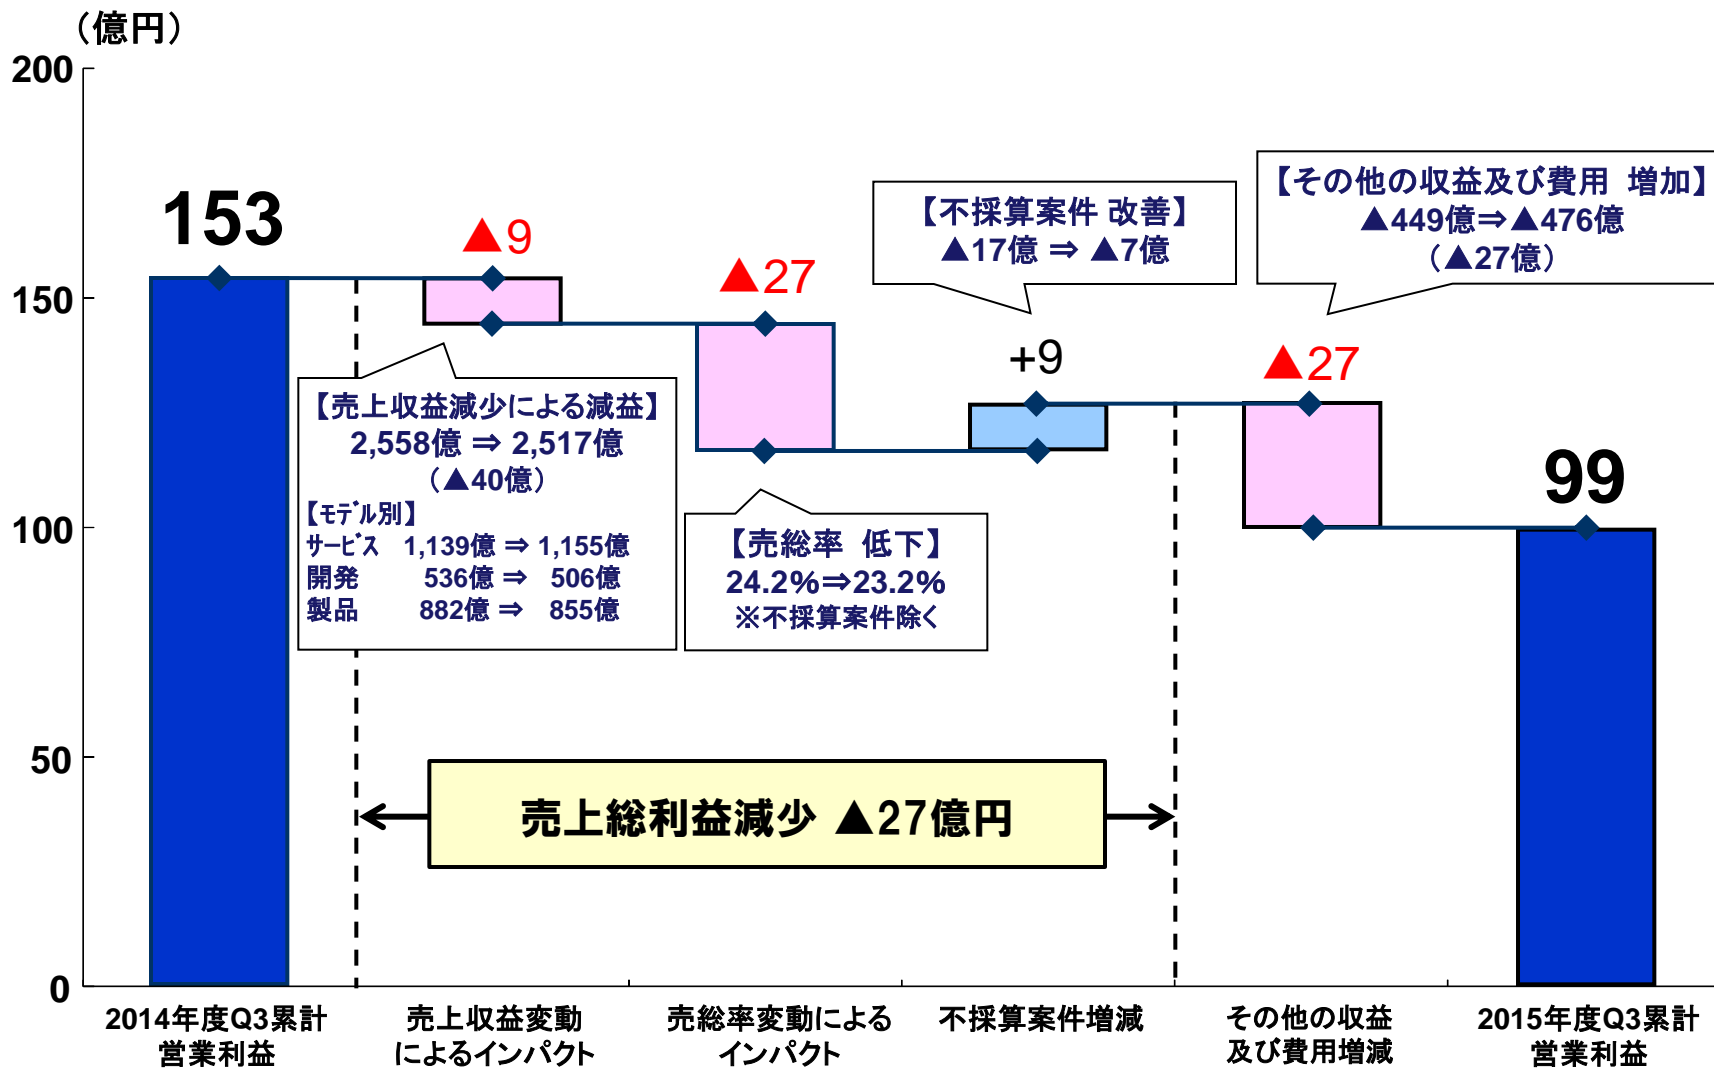 （億円）
200
150
100
50
0
153
▲9
▲27
+9
▲27
99
【売上収益減少による減益】
2,558億 ⇒ 2,517億
（▲40億）
【ﾓﾃﾞﾙ別】
ｻｰﾋﾞｽ 1,139億 ⇒ 1,155億
開発 536億 ⇒ 506億
製品 882億 ⇒ 855億
【売総率 低下】
24.2%⇒23.2%
※不採算案件除く
【不採算案件 改善】
▲17億 ⇒ ▲7億
【その他の収益及び費用 増加】
▲449億⇒▲476億
（▲27億）
売上総利益減少 ▲27億円
2014年度Q3累計
営業利益
売上収益変動
によるインパクト
売総率変動による
インパクト
不採算案件増減
その他の収益
及び費用増減
2015年度Q3累計
営業利益